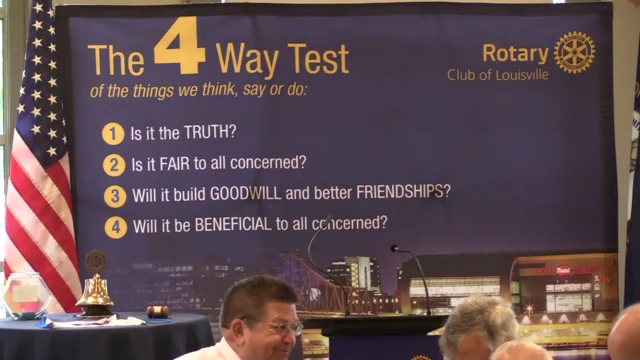 The 4 Way Test
of the things we think, say or do:
Rotary
Club of Louisville
1 Is it the TRUTH?
2 Is it FAIR to all concerned?
3 Will it build GOODWILL and better FRIENDSHIPS?
4 Will it be BENEFICIAL to all concerned?